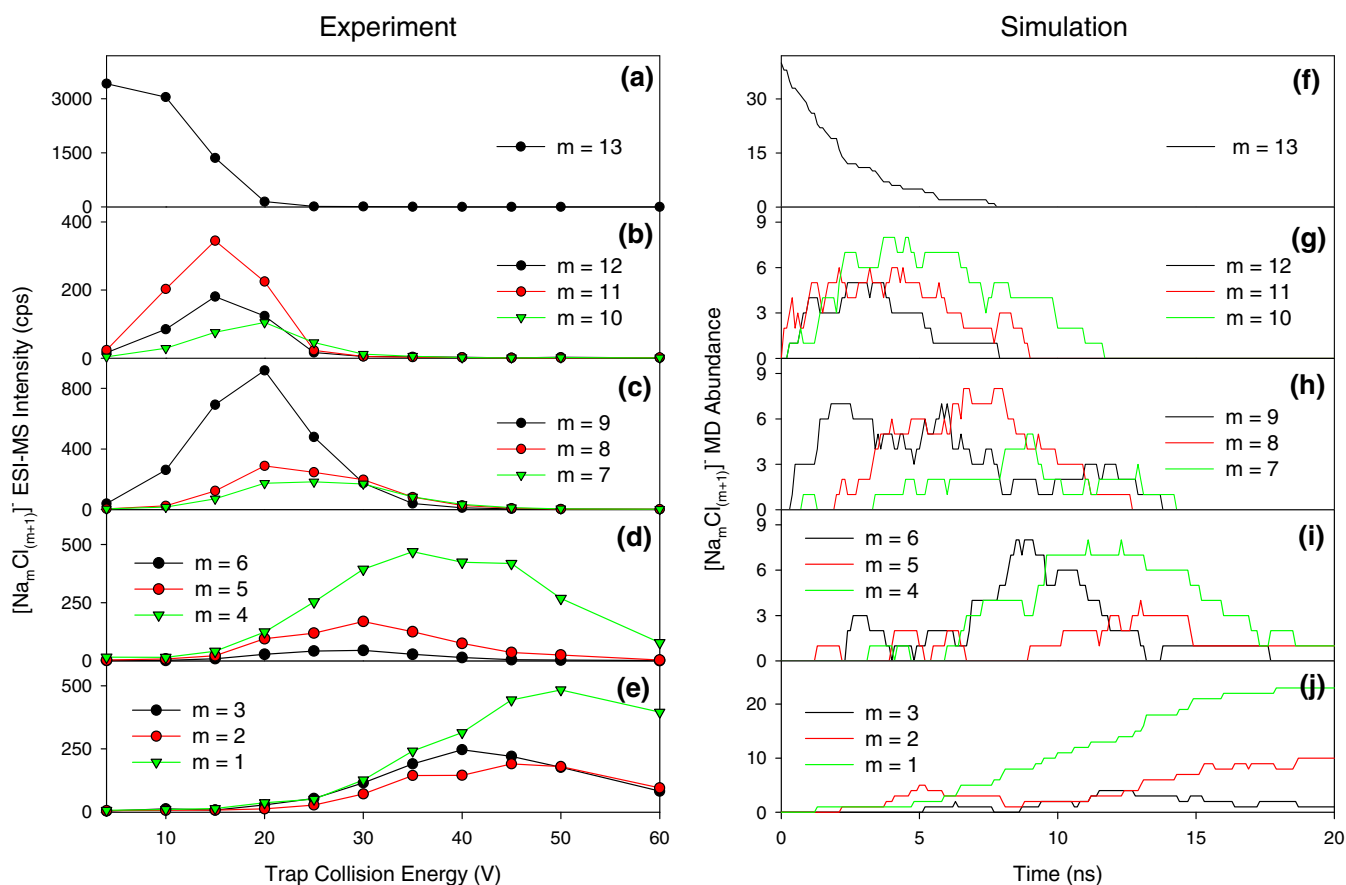 Experiment
Simulation
[NaₘCl₍ₘ₊₁₎]⁻ ESI-MS Intensity (cps)
(a)
3000
1500
0
m = 13
(b)
400
200
0
m = 12
m = 11
m = 10
(c)
800
400
0
m = 9
m = 8
m = 7
(d)
500
250
0
m = 6
m = 5
m = 4
(e)
500
250
0
m = 3
m = 2
m = 1
10 20 30 40 50 60
Trap Collision Energy (V)
[NaₘCl₍ₘ₊₁₎]⁻ MD Abundance
(f)
30
15
0
m = 13
(g)
9
6
3
0
m = 12
m = 11
m = 10
(h)
9
6
3
0
m = 9
m = 8
m = 7
(i)
9
6
3
0
m = 6
m = 5
m = 4
(j)
20
10
0
m = 3
m = 2
m = 1
0 5 10 15 20
Time (ns)